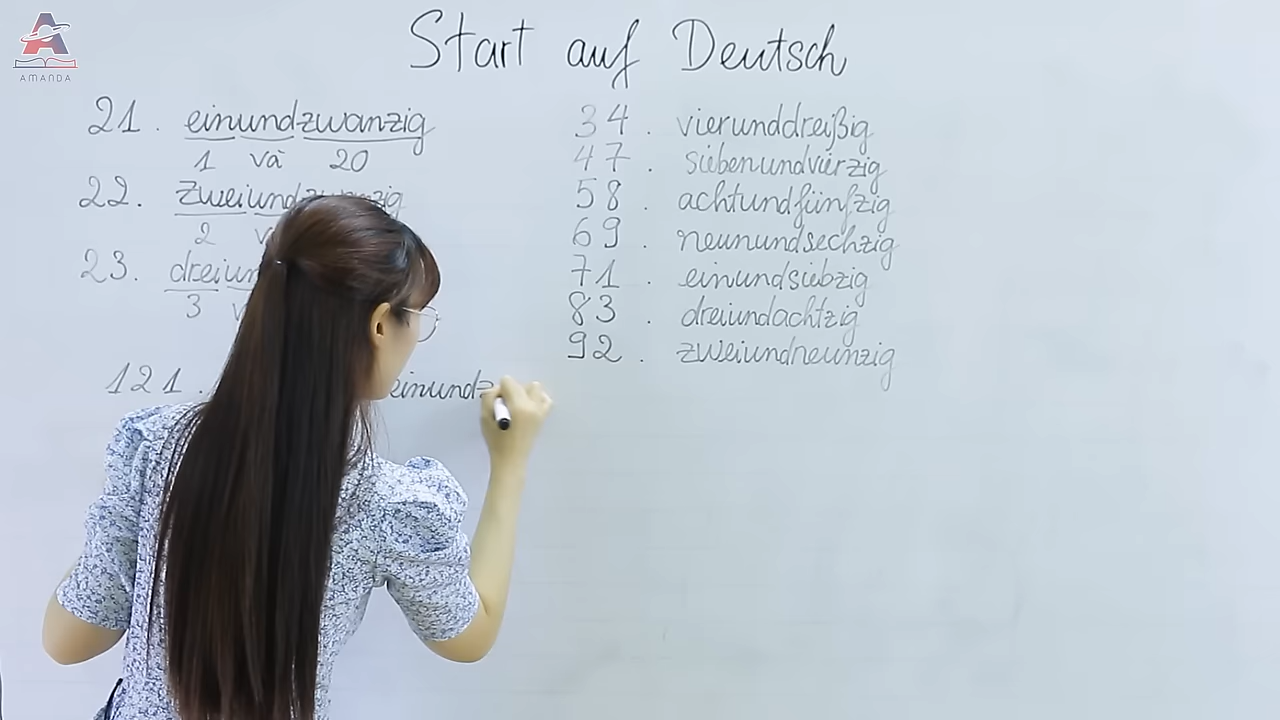 AMANDA
Start auf Deutsch
21. einundzwanzig
1 và 20
22. zweiund
2
23.
3
121. einundz
34. vierunddreißig
47. siebenundvierzig
58. achtundfünfzig
69. neunundsechzig
71. einundsiebzig
83. dreiundachtzig
92. zweiundneunzig